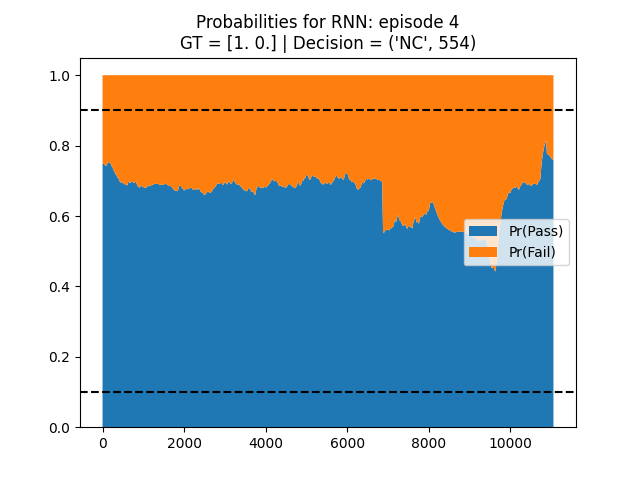 Probabilities for RNN: episode 4
GT = [1. 0.] | Decision = ('NC', 554)
1.0
0.8
0.6
0.4
0.2
0.0
Pr(Pass)
Pr(Fail)
0 2000 4000 6000 8000 10000